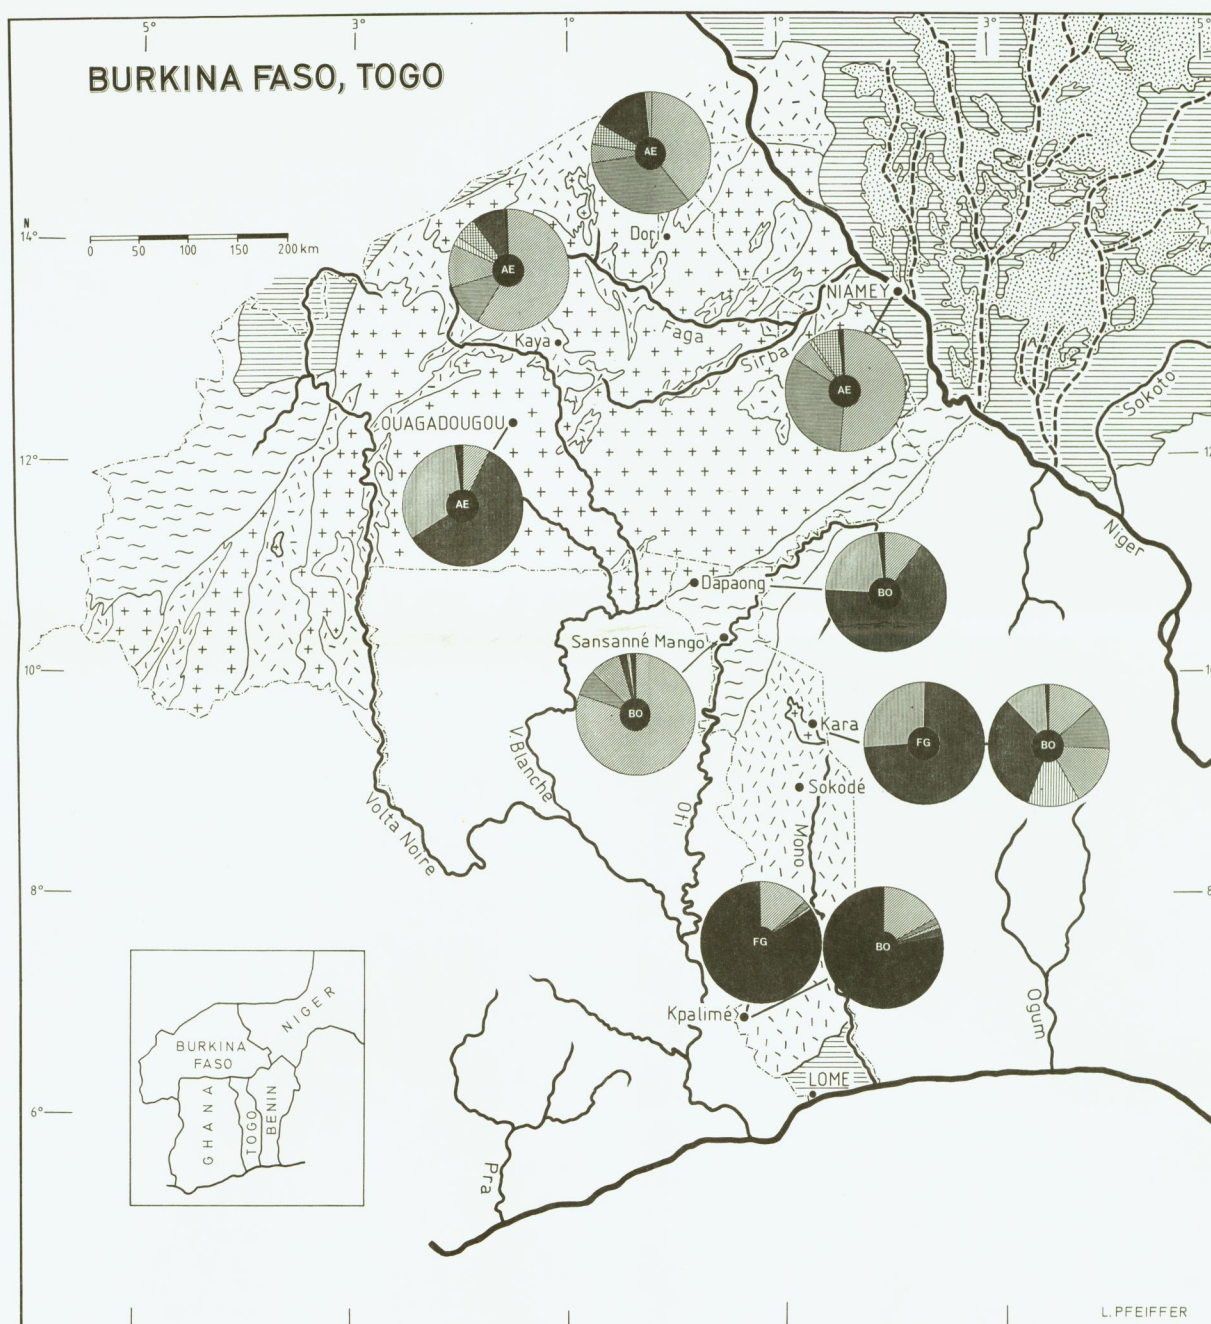 5° 3° 1° 1° 3° 5°
BURKINA FASO, TOGO
AE
N
14°
0 50 100 150 200 km
Dori
AE
NIAMEY
Faga
Kaya
Sirba
AE
Sokoto
OUAGADOUGOU
12° 12
AE
Niger
Dapaong
BO
Sansanné Mango
10° 10
BO
Kara
FG
BO
V. Blanche
Sokodé
Oti
Mono
Volta Noire
8° 8
FG
BO
Kpalimé
Ogum
NIGER
BURKINA
FASO
GHANA
TOGO
BENIN
LOME
6°
Pra
L. PFEIFFER